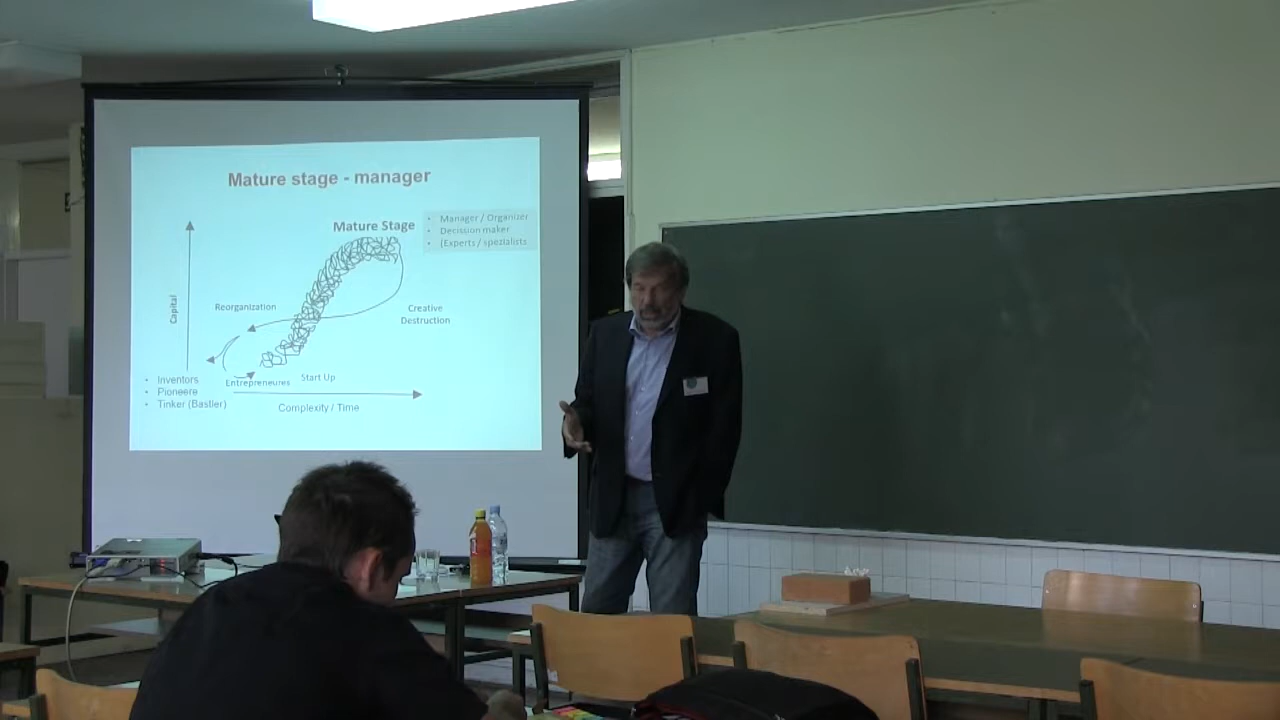 Mature stage - manager
Mature Stage
• Manager / Organizer
• Decission maker
• (Experts / spezialists
Capital
Reorganization
Creative
Destruction
• Inventors
• Pioneere
• Tinker (Bastler)
Entrepreneures
Start Up
Complexity / Time